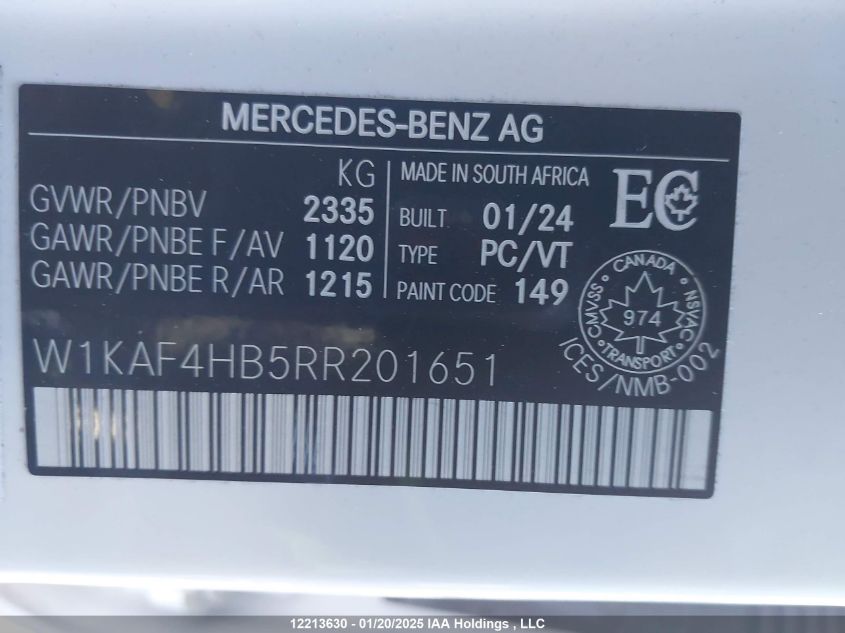 MERCEDES-BENZ AG
KG
GVWR/PNBV 2335
GAWR/PNBE F/AV 1120
GAWR/PNBE R/AR 1215
MADE IN SOUTH AFRICA
BUILT 01/24
TYPE PC/VT
PAINT CODE 149
EC
CANADA
CMVSS
NSVAC
974
TRANSPORT
ICES/NMB-002
W1KAF4HB5RR201651
12213630 - 01/20/2025 IAA Holdings, LLC